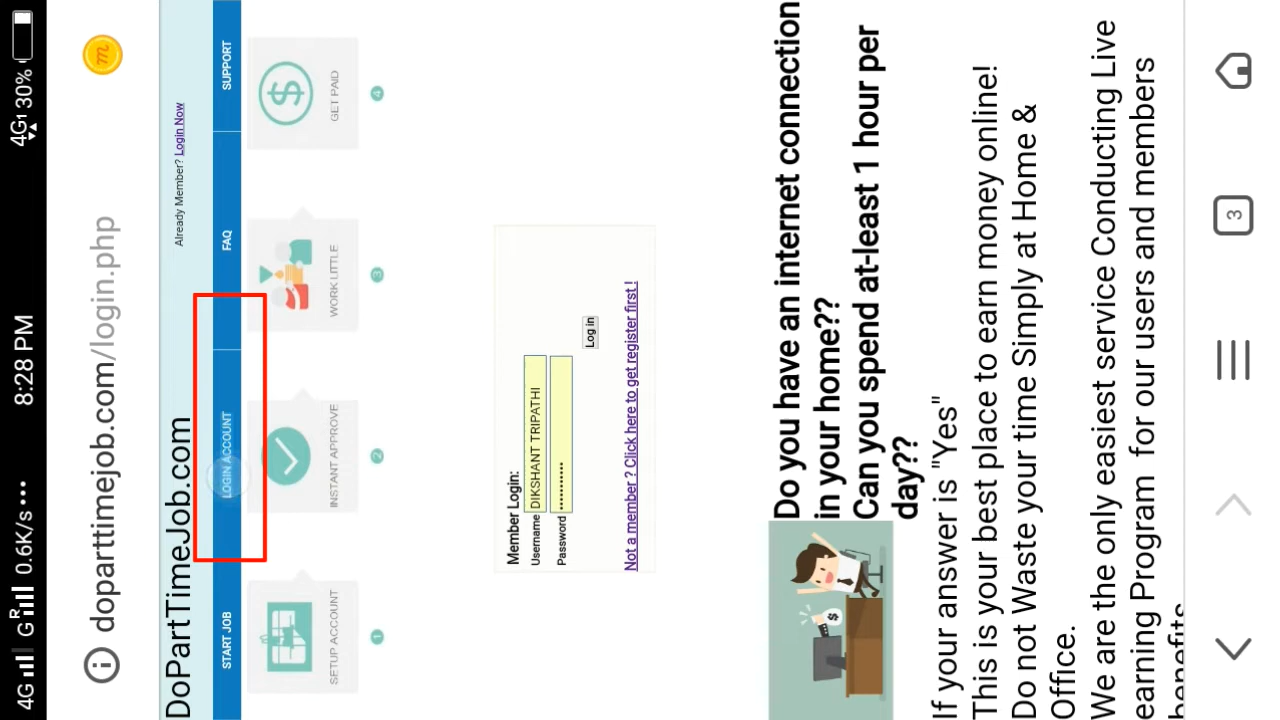 4G G R 0.6K/s ... 8:28 PM 4G1 30%
doparttimejob.com/login.php
DoPartTimeJob.com
Already Member? Login Now
START JOB LOGIN ACCOUNT FAQ SUPPORT
SETUP ACCOUNT INSTANT APPROVE WORK LITTLE GET PAID
1 2 3 4
Member Login:
Username DIKSHANT TRIPATHI
Password ••••••••••••
Log in
Not a member ? Click here to get register first !
Do you have an internet connection
in your home??
Can you spend at-least 1 hour per
day??
If your answer is "Yes"
This is your best place to earn money online!
Do not Waste your time Simply at Home &
Office.
We are the only easiest service Conducting Live
earning Program for our users and members
benefits
3